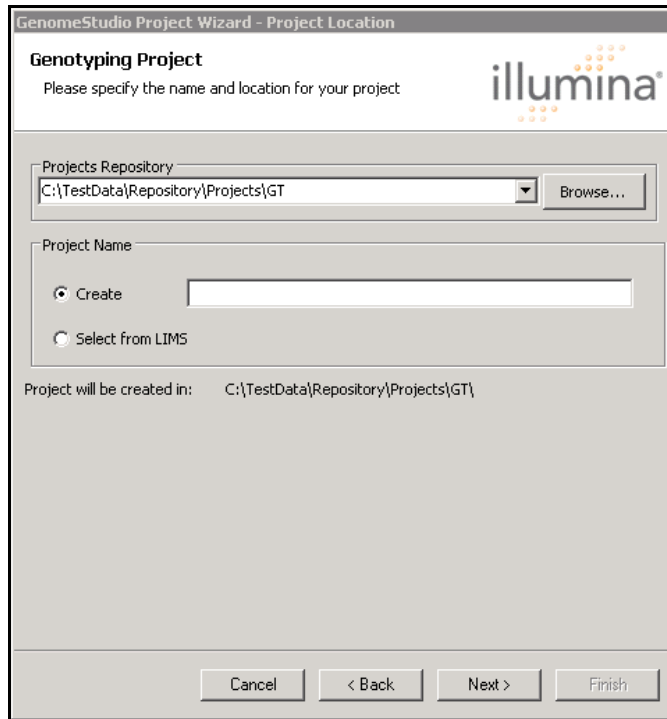 GenomeStudio Project Wizard - Project Location
Genotyping Project
Please specify the name and location for your project
illumina®
Projects Repository
C:\TestData\Repository\Projects\GT
Browse...
Project Name
Create
Select from LIMS
Project will be created in: C:\TestData\Repository\Projects\GT\
Cancel
< Back
Next >
Finish